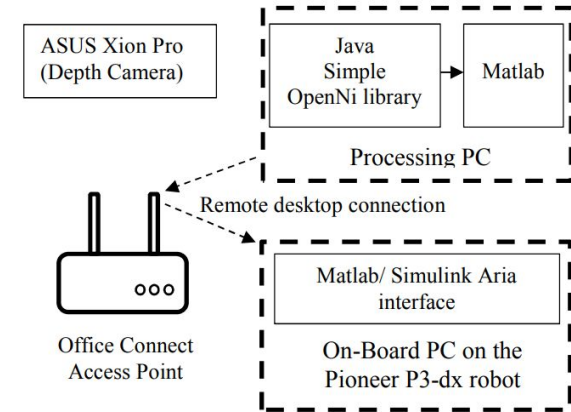 ASUS Xion Pro
(Depth Camera)
Java
Simple
OpenNi library
Matlab
Processing PC
Remote desktop connection
Matlab/ Simulink Aria
interface
Office Connect
Access Point
On-Board PC on the
Pioneer P3-dx robot